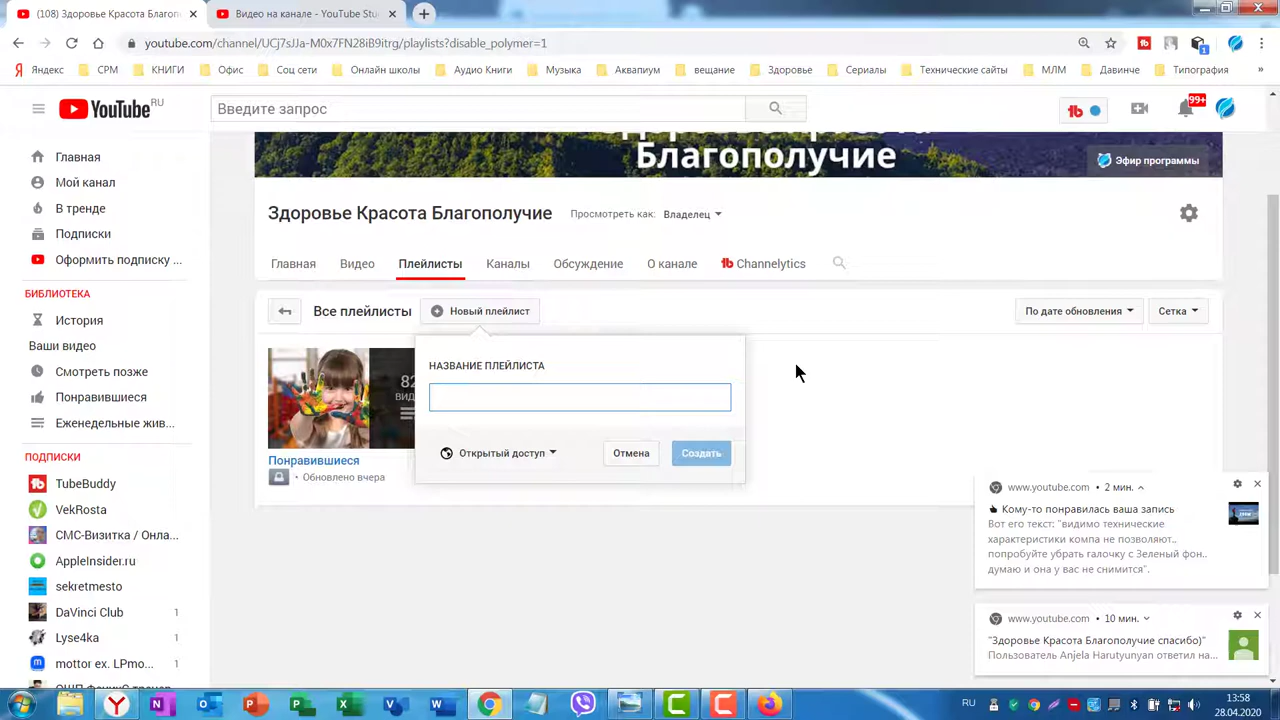 (108) Здоровье Красота Благоп
Видео на канале - YouTube Stu
youtube.com/channel/UCj7sJJa-M0x7FN28iB9itrg/playlists?disable_polymer=1
Яндекс СРМ КНИГИ Офис Соц сети Онлайн школы Аудио Книги Музыка Аквапиум вещание Здоровье Сериалы Технические сайты МЛМ Давинче Типография »
YouTube RU
Введите запрос
99+
Благополучие
Эфир программы
Главная
Мой канал
В тренде
Подписки
Оформить подписку ...
БИБЛИОТЕКА
История
Ваши видео
Смотреть позже
Понравившиеся
Еженедельные жив...
ПОДПИСКИ
TubeBuddy
VekRosta
СМС-Визитка / Онла...
AppleInsider.ru
sekretmesto
DaVinci Club 1
Lyse4ka 1
mottor ex. LPmo... 1
Здоровье Красота Благополучие
Просмотреть как: Владелец
Главная Видео Плейлисты Каналы Обсуждение О канале Channelytics
Все плейлисты
Новый плейлист
По дате обновления
Сетка
НАЗВАНИЕ ПЛЕЙЛИСТА
Открытый доступ
Отмена
Создать
82
Понравившиеся
• Обновлено вчера
www.youtube.com • 2 мин.
Кому-то понравилась ваша запись
Вот его текст: "видимо технические
характеристики компа не позволяют..
попробуйте убрать галочку с Зеленый фон..
думаю и она у вас не снимится".
www.youtube.com • 10 мин.
"Здоровье Красота Благополучие спасибо)"
Пользователь Anjela Harutyunyan ответил на...
RU
13:58
28.04.2020